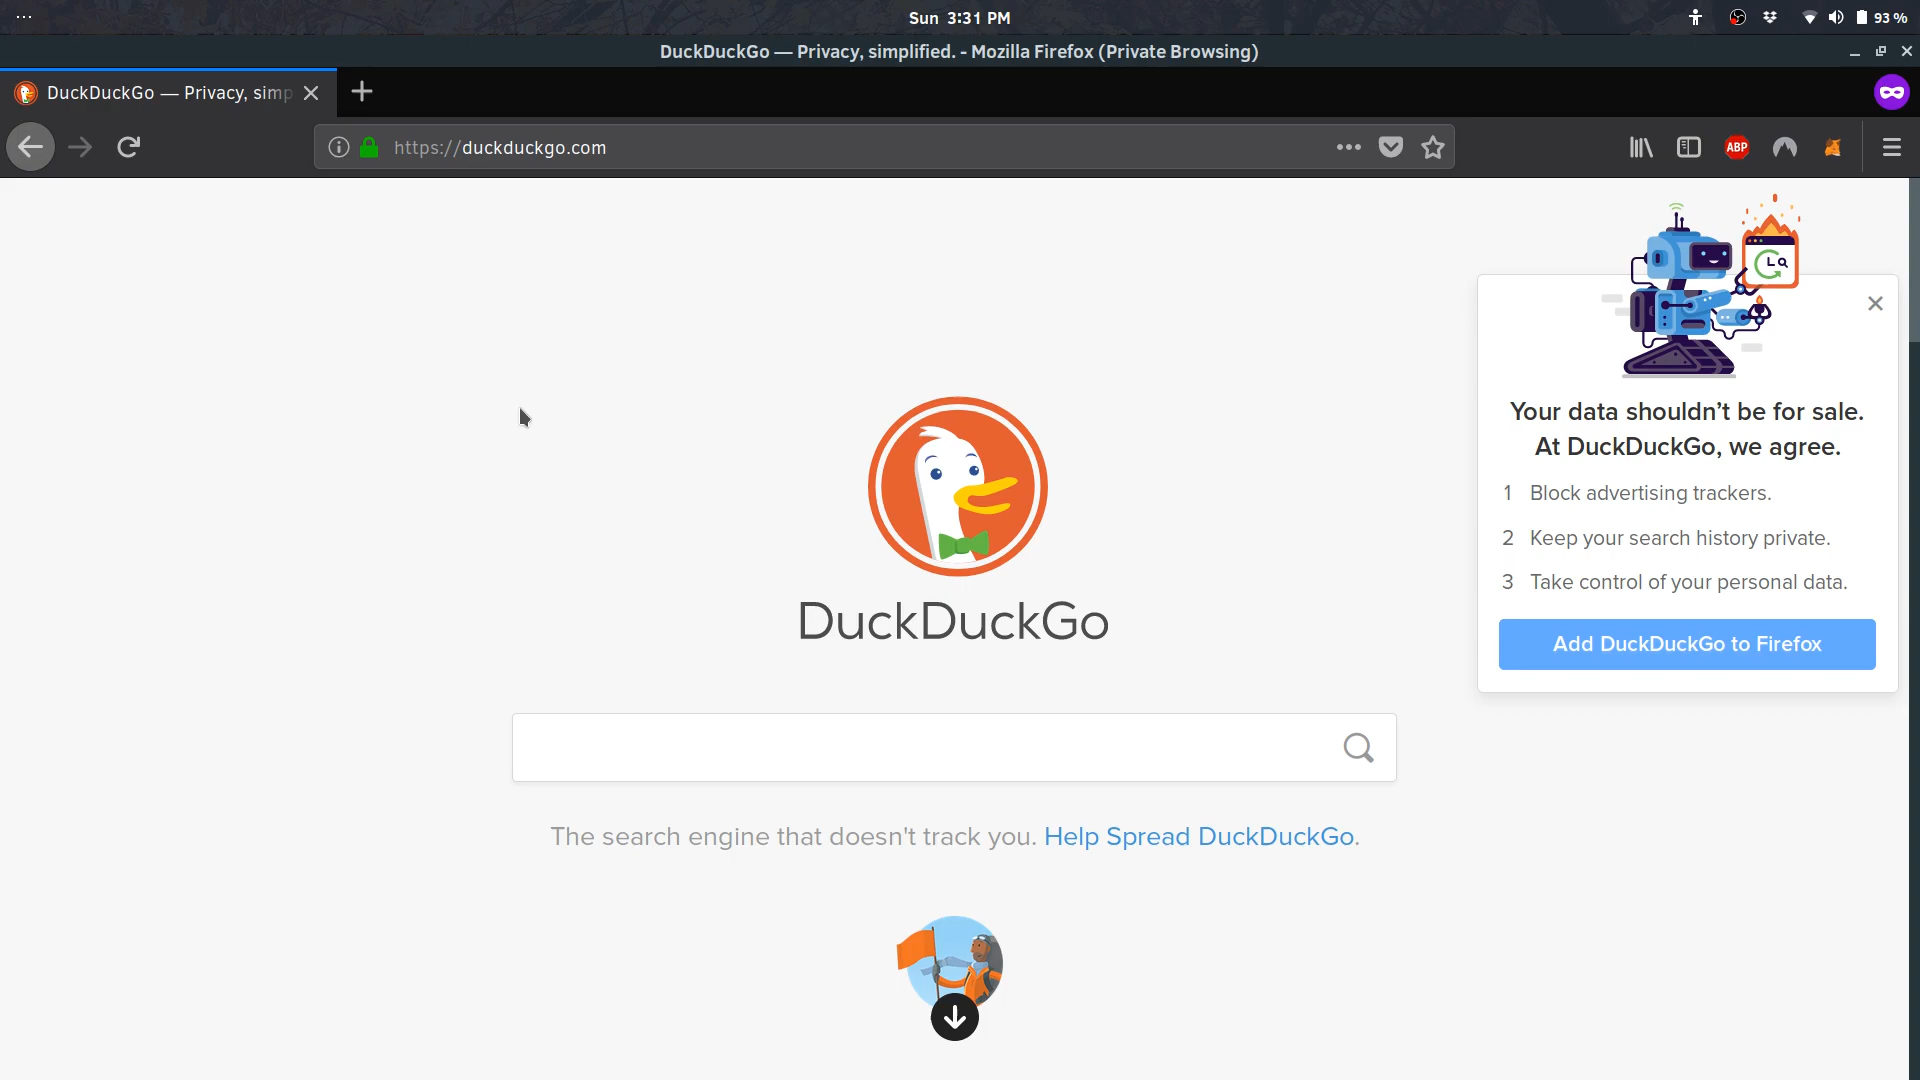 Sun 3:31 PM
93 %
DuckDuckGo — Privacy, simplified. - Mozilla Firefox (Private Browsing)
DuckDuckGo — Privacy, simp
https://duckduckgo.com
ABP
Your data shouldn’t be for sale.
At DuckDuckGo, we agree.
1 Block advertising trackers.
2 Keep your search history private.
3 Take control of your personal data.
Add DuckDuckGo to Firefox
DuckDuckGo
The search engine that doesn't track you. Help Spread DuckDuckGo.